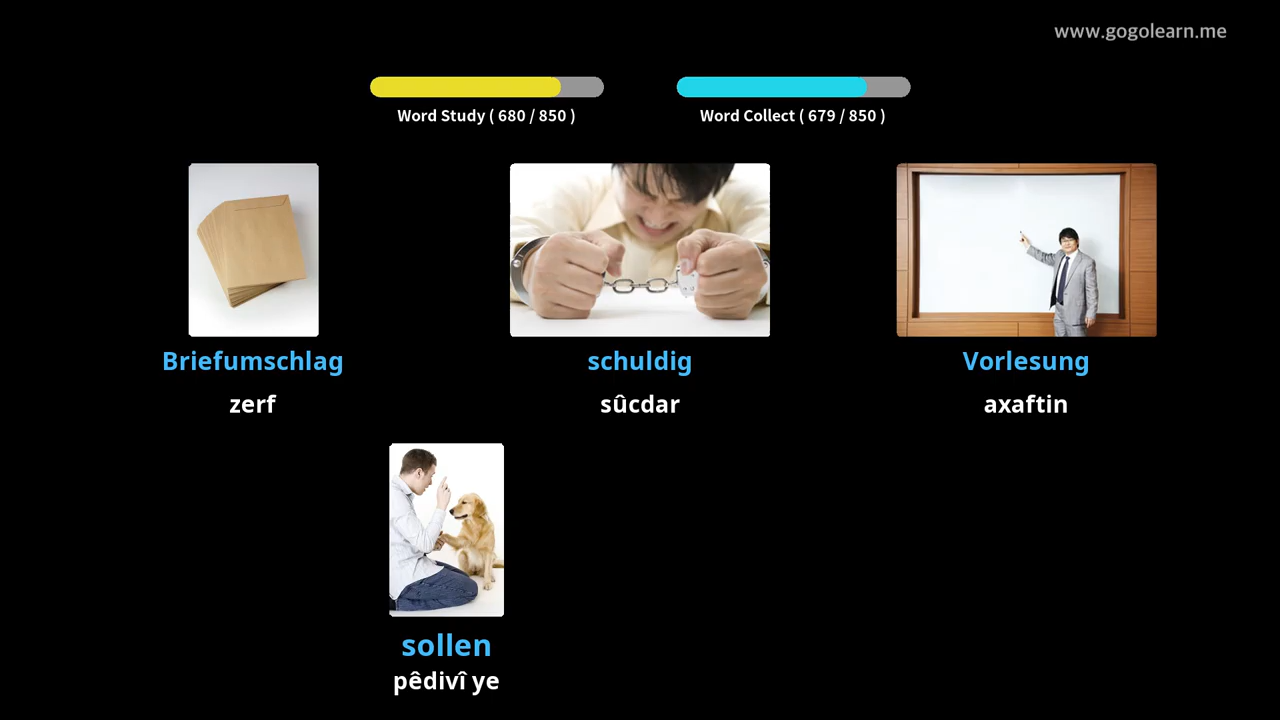 www.gogolearn.me
Word Study ( 680 / 850 )
Word Collect ( 679 / 850 )
Briefumschlag
schuldig
Vorlesung
zerf
sûcdar
axaftin
sollen
pêdivî ye